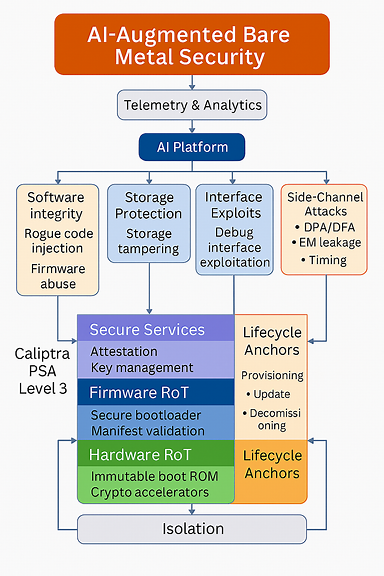 AI-Augmented Bare
Metal Security
Telemetry & Analytics
AI Platform
Software
integrity
Rogue code
injection
Firmware
abuse
Storage
Protection
Storage
tampering
Interface
Exploits
Debug
interface
exploitation
Side-Channel
Attacks
• DPA/DFA
• EM leakage
• Timing
Caliptra
PSA
Level 3
Secure Services
Attestation
Key management
Firmware RoT
Secure bootloader
Manifest validation
Hardware RoT
Immutable boot ROM
Crypto accelerators
Lifecycle
Anchors
Provisioning
• Update
• Decomissi
oning
Lifecycle
Anchors
Isolation